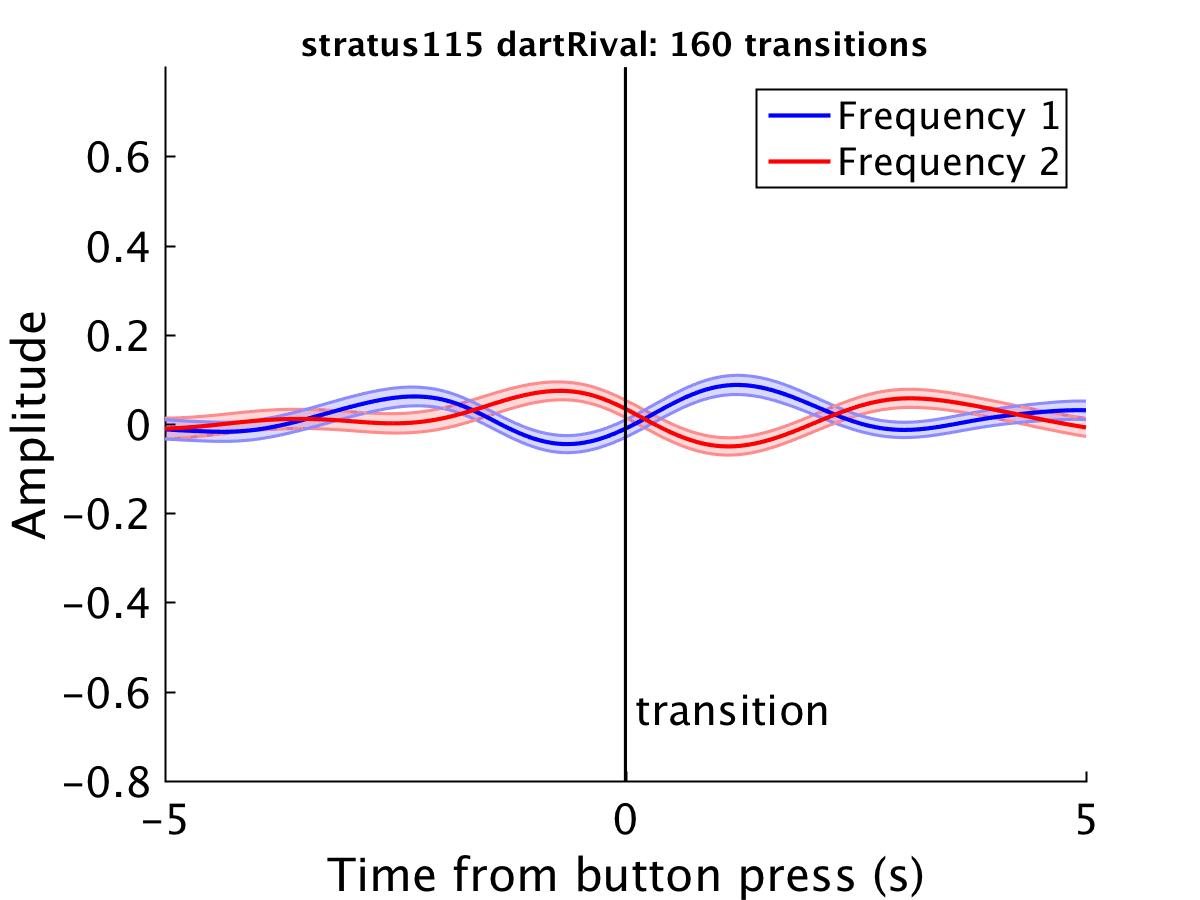 stratus115 dartRival: 160 transitions
Frequency 1
Frequency 2
0.6
0.4
0.2
0
−0.2
−0.4
−0.6
−0.8
Amplitude
transition
−5
0
5
Time from button press (s)